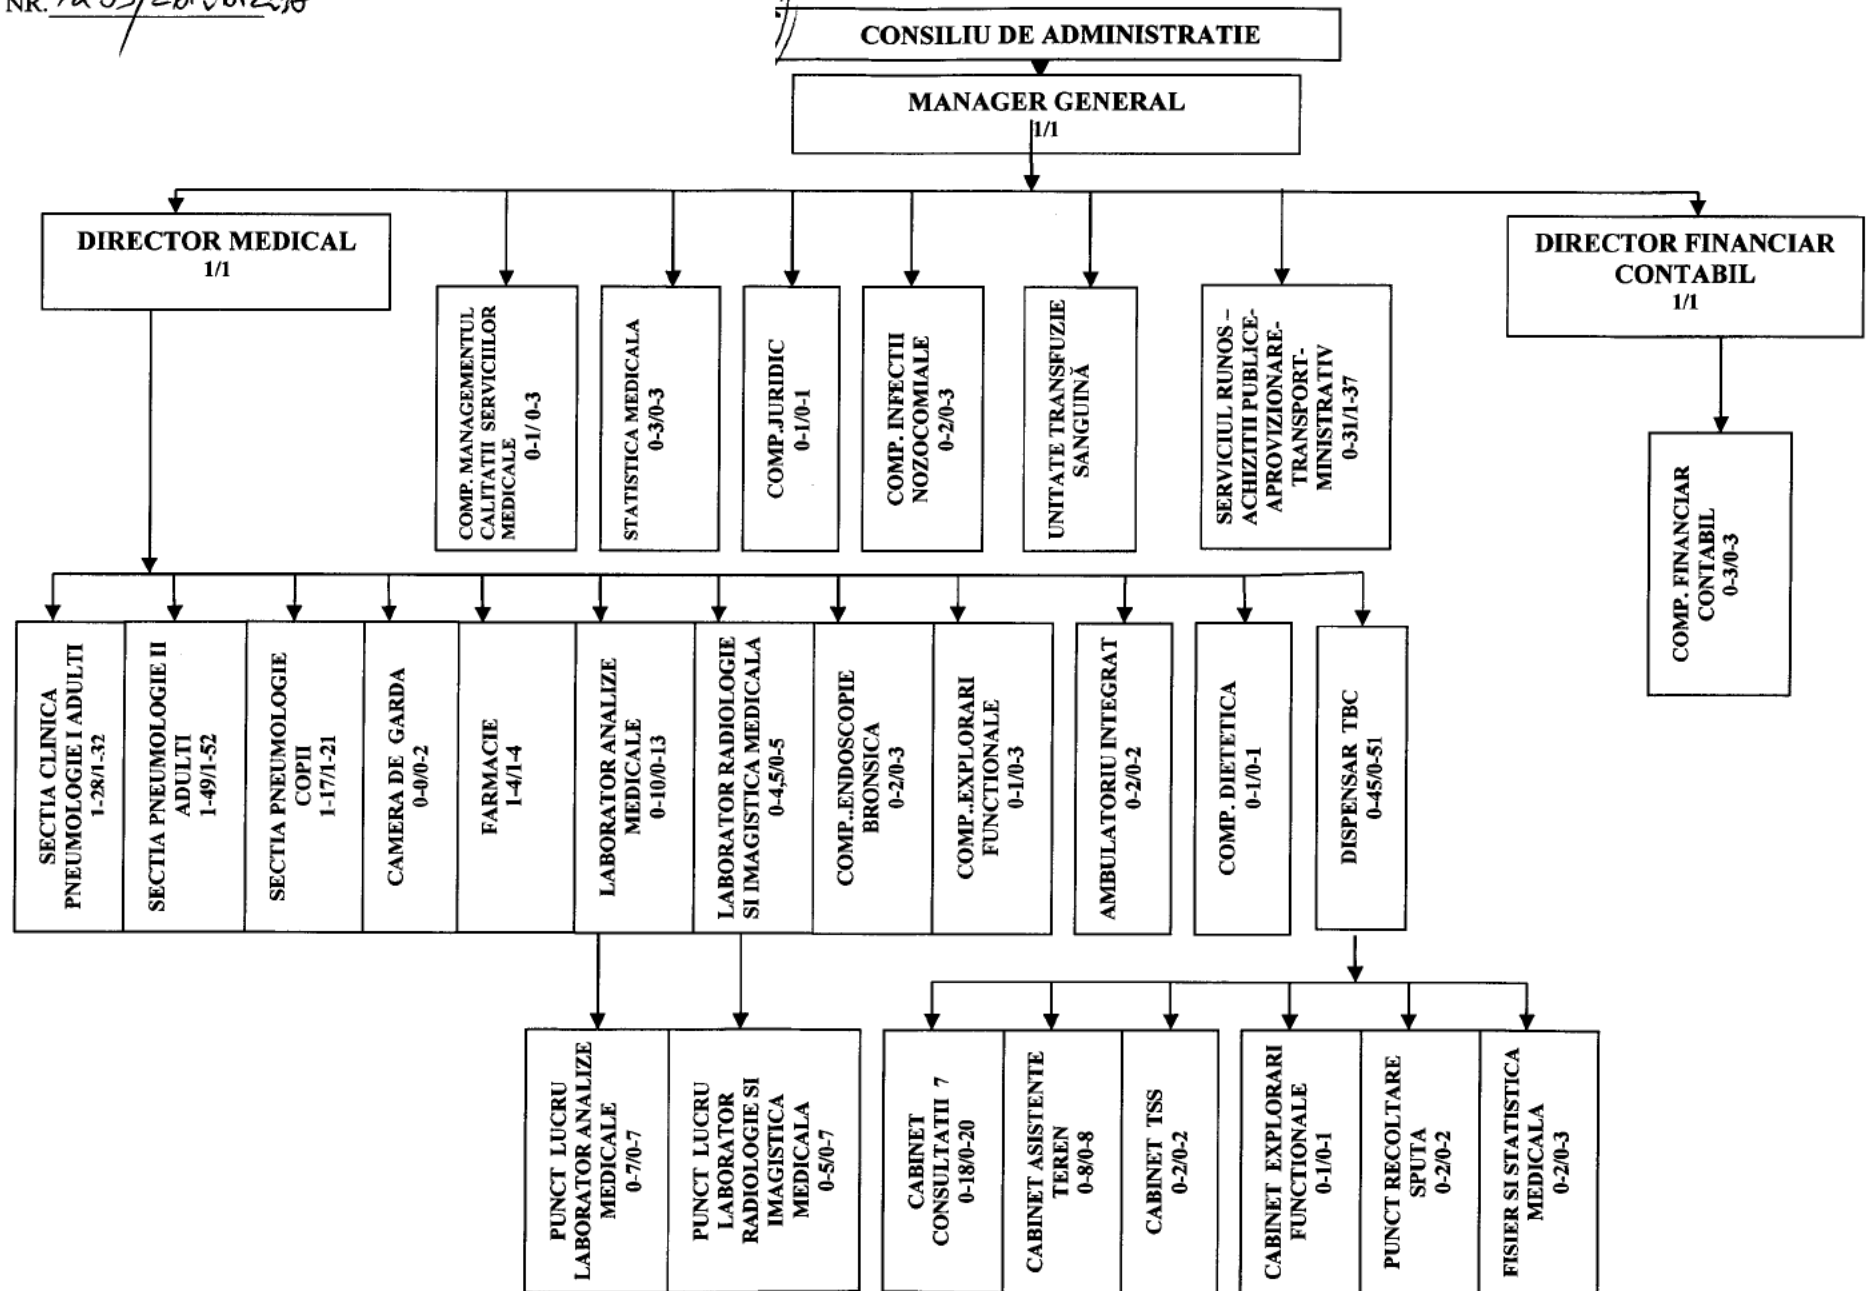 NR.
CONSILIU DE ADMINISTRATIE
MANAGER GENERAL
1/1
DIRECTOR MEDICAL
1/1
DIRECTOR FINANCIAR
CONTABIL
1/1
COMP. MANAGEMENTUL
CALITATII SERVICIILOR
MEDICALE
0-1/ 0-3
STATISTICA MEDICALA
0-3/0-3
COMP.JURIDIC
0-1/0-1
COMP. INFECTII
NOZOCOMIALE
0-2/0-3
UNITATE TRANSFUZIE
SANGUINĂ
SERVICIUL RUNOS –
ACHIZITII PUBLICE-
APROVIZIONARE-
TRANSPORT-
MINISTRATIV
0-31/1-37
COMP. FINANCIAR
CONTABIL
0-3/0-3
SECTIA CLINICA
PNEUMOLOGIE I ADULTI
1-28/1-32
SECTIA PNEUMOLOGIE II
ADULTI
1-49/1-52
SECTIA PNEUMOLOGIE
COPII
1-17/1-21
CAMERA DE GARDA
0-0/0-2
FARMACIE
1-4/1-4
LABORATOR ANALIZE
MEDICALE
0-10/0-13
LABORATOR RADIOLOGIE
SI IMAGISTICA MEDICALA
0-4,5/0-5
COMP..ENDOSCOPIE
BRONSICA
0-2/0-3
COMP..EXPLORARI
FUNCTIONALE
0-1/0-3
AMBULATORIU INTEGRAT
0-2/0-2
COMP. DIETETICA
0-1/0-1
DISPENSAR TBC
0-45/0-51
PUNCT LUCRU
LABORATOR ANALIZE
MEDICALE
0-7/0-7
PUNCT LUCRU
LABORATOR
RADIOLOGIE SI
IMAGISTICA
MEDICALA
0-5/0-7
CABINET
CONSULTATII 7
0-18/0-20
CABINET ASISTENTE
TEREN
0-8/0-8
CABINET TSS
0-2/0-2
CABINET EXPLORARI
FUNCTIONALE
0-1/0-1
PUNCT RECOLTARE
SPUTA
0-2/0-2
FISIER SI STATISTICA
MEDICALA
0-2/0-3